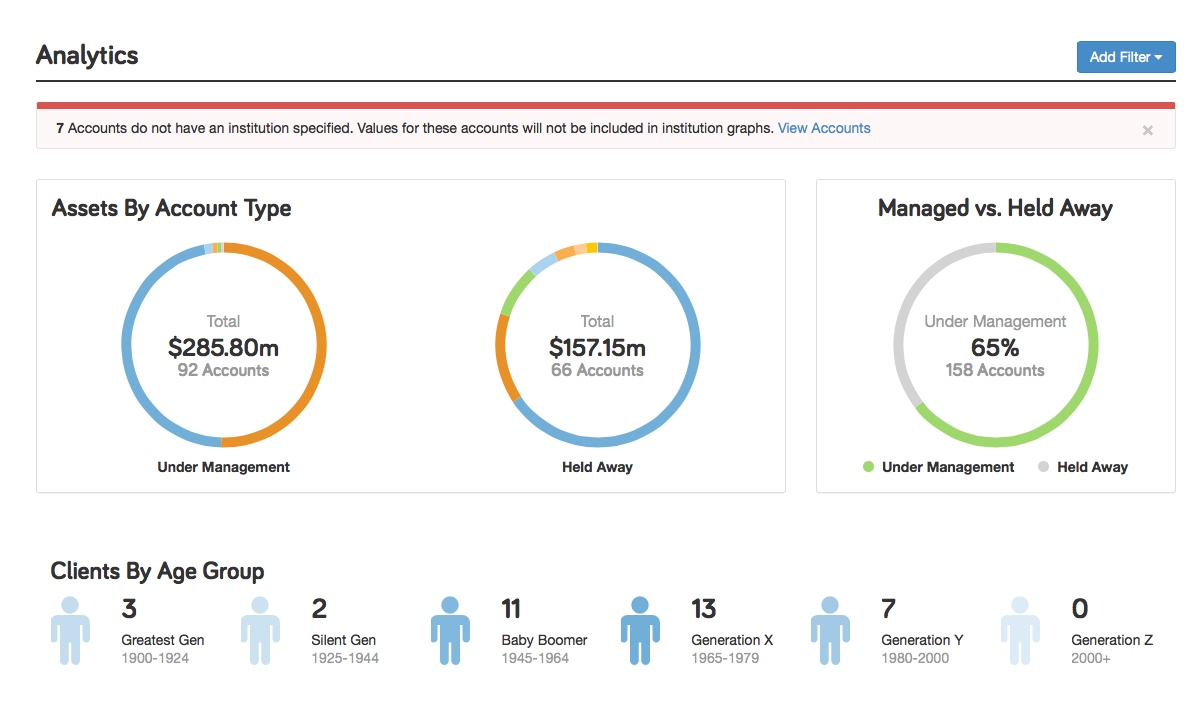 Analytics
Add Filter
7 Accounts do not have an institution specified. Values for these accounts will not be included in institution graphs. View Accounts
×
Assets By Account Type
Total
$285.80m
92 Accounts
Under Management
Total
$157.15m
66 Accounts
Held Away
Managed vs. Held Away
Under Management
65%
158 Accounts
Under Management
Held Away
Clients By Age Group
3
Greatest Gen
1900-1924
2
Silent Gen
1925-1944
11
Baby Boomer
1945-1964
13
Generation X
1965-1979
7
Generation Y
1980-2000
0
Generation Z
2000+